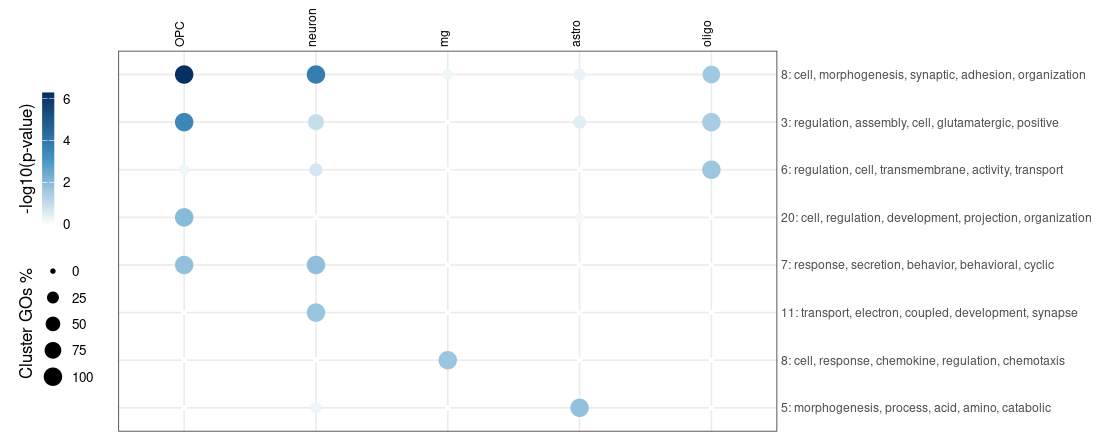 OPC
neuron
mg
astro
oligo
8: cell, morphogenesis, synaptic, adhesion, organization
3: regulation, assembly, cell, glutamatergic, positive
6: regulation, cell, transmembrane, activity, transport
20: cell, regulation, development, projection, organization
7: response, secretion, behavior, behavioral, cyclic
11: transport, electron, coupled, development, synapse
8: cell, response, chemokine, regulation, chemotaxis
5: morphogenesis, process, acid, amino, catabolic
-log10(p-value)
6
4
2
0
Cluster GOs %
0
25
50
75
100